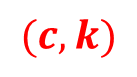 (c, k)